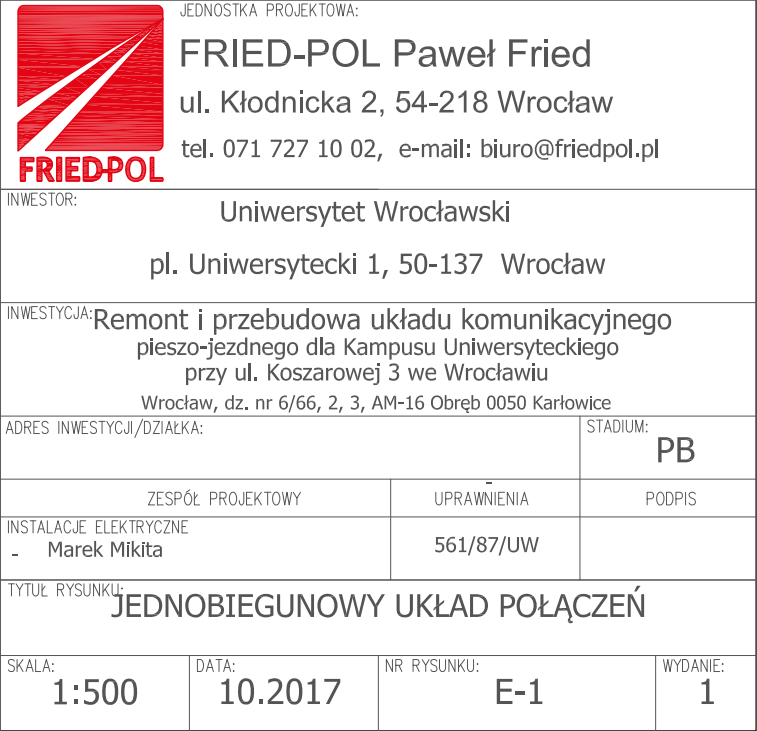 JEDNOSTKA PROJEKTOWA:
FRIED-POL Paweł Fried
ul. Kłodnicka 2, 54-218 Wrocław
tel. 071 727 10 02, e-mail: biuro@friedpol.pl
FRIED-POL
INWESTOR:
Uniwersytet Wrocławski
pl. Uniwersytecki 1, 50-137 Wrocław
INWESTYCJA:
Remont i przebudowa układu komunikacyjnego
pieszo-jezdnego dla Kampusu Uniwersyteckiego
przy ul. Koszarowej 3 we Wrocławiu
Wrocław, dz. nr 6/66, 2, 3, AM-16 Obręb 0050 Karłowice
ADRES INWESTYCJI/DZIAŁKA:
STADIUM:
PB
-
ZESPÓŁ PROJEKTOWY UPRAWNIENIA PODPIS
INSTALACJE ELEKTRYCZNE
- Marek Mikita 561/87/UW
TYTUŁ RYSUNKU:
JEDNOBIEGUNOWY UKŁAD POŁĄCZEŃ
SKALA: DATA: NR RYSUNKU: WYDANIE:
1:500 10.2017 E-1 1